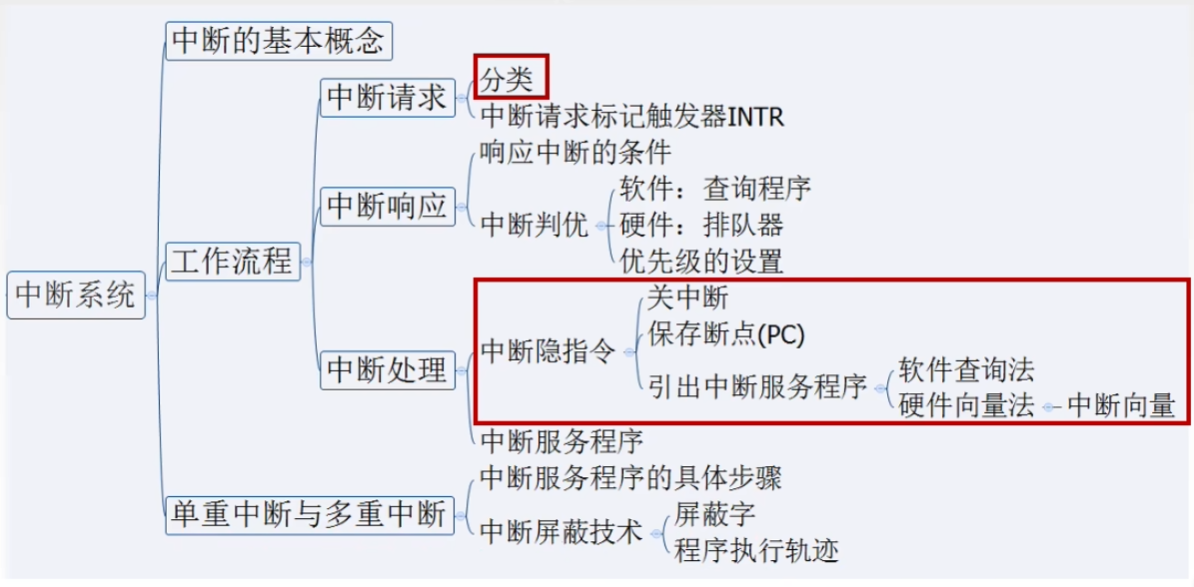 中断的基本概念
分类
中断请求
中断请求标记触发器INTR
响应中断的条件
软件：查询程序
中断响应
中断判优
硬件：排队器
优先级的设置
工作流程
中断系统
关中断
保存断点(PC)
中断隐指令
中断处理
引出中断服务程序
软件查询法
硬件向量法
中断向量
中断服务程序
中断服务程序的具体步骤
单重中断与多重中断
屏蔽字
中断屏蔽技术
程序执行轨迹